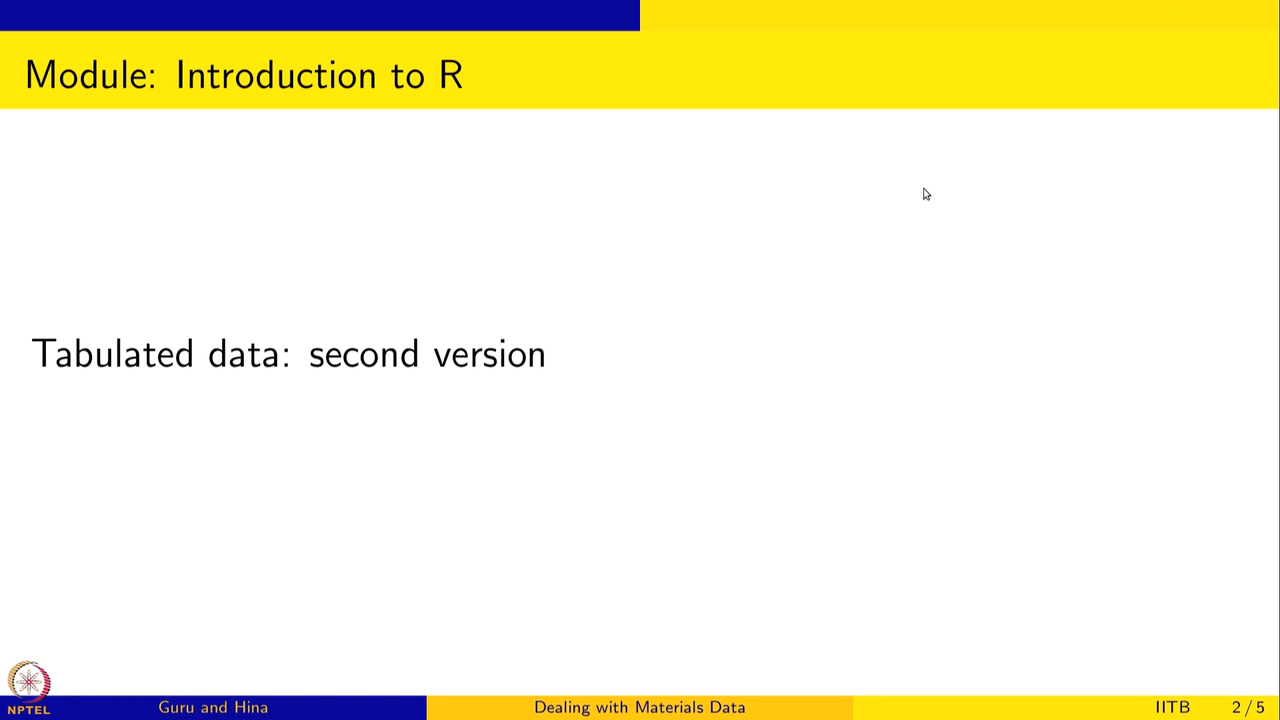 Module: Introduction to R
Tabulated data: second version
NPTEL
Guru and Hina
Dealing with Materials Data
IITB
2 / 5